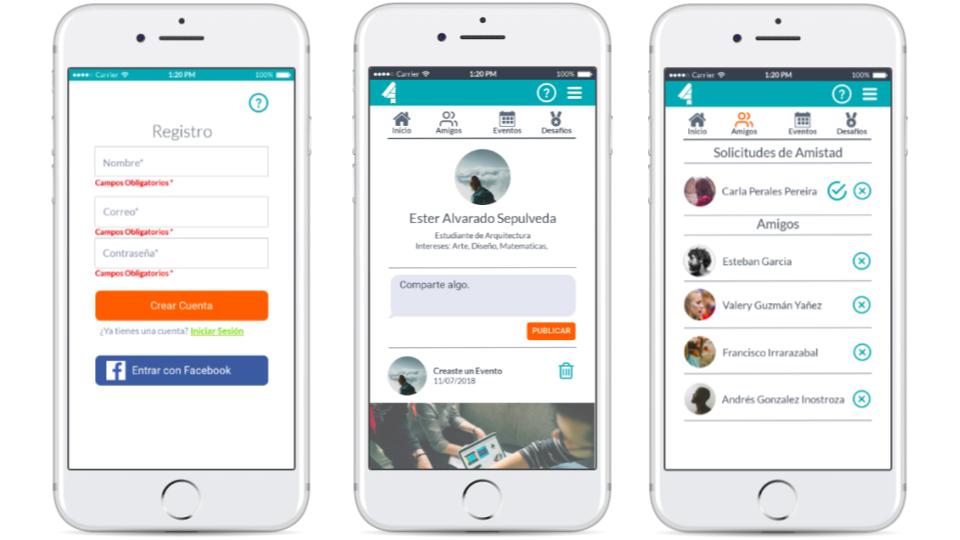 Carrier 1:20 PM 100%
?
Registro
Nombre*
Campos Obligatorios *
Correo*
Campos Obligatorios *
Contraseña*
Campos Obligatorios *
Crear Cuenta
¿Ya tienes una cuenta? Iniciar Sesión
f Entrar con Facebook
Carrier 1:20 PM 100%
4 ?
Inicio Amigos Eventos Desafíos
Ester Alvarado Sepulveda
Estudiante de Arquitectura
Intereses: Arte, Diseño, Matematicas,
Comparte algo.
PUBLICAR
Creaste un Evento
11/07/2018
Carrier 1:20 PM 100%
4 ?
Inicio Amigos Eventos Desafíos
Solicitudes de Amistad
Carla Perales Pereira
Amigos
Esteban Garcia
Valery Guzmán Yañez
Francisco Irrarazabal
Andrés Gonzalez Inostroza